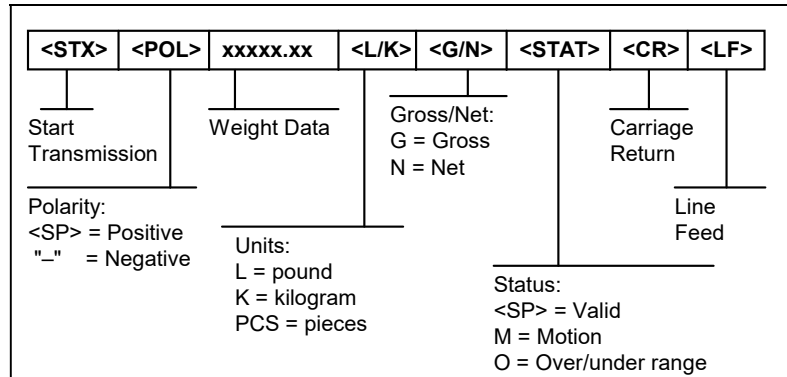 <STX> <POL> xxxxx.xx <L/K> <G/N> <STAT> <CR> <LF>
Start
Transmission
Weight Data
Gross/Net:
G = Gross
N = Net
Carriage
Return
Polarity:
<SP> = Positive
"–" = Negative
Units:
L = pound
K = kilogram
PCS = pieces
Line
Feed
Status:
<SP> = Valid
M = Motion
O = Over/under range